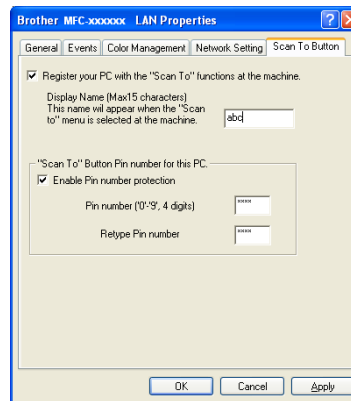 Brother MFC-xxxxxx LAN Properties
General Events Color Management Network Setting Scan To Button
Register your PC with the "Scan To" functions at the machine.
Display Name (Max15 characters)
This name wil appear when the "Scan
to" menu is selected at the machine.
abc
"Scan To" Button Pin number for this PC.
Enable Pin number protection
Pin number ('0'-'9', 4 digits)
****
Retype Pin number
****
OK Cancel Apply